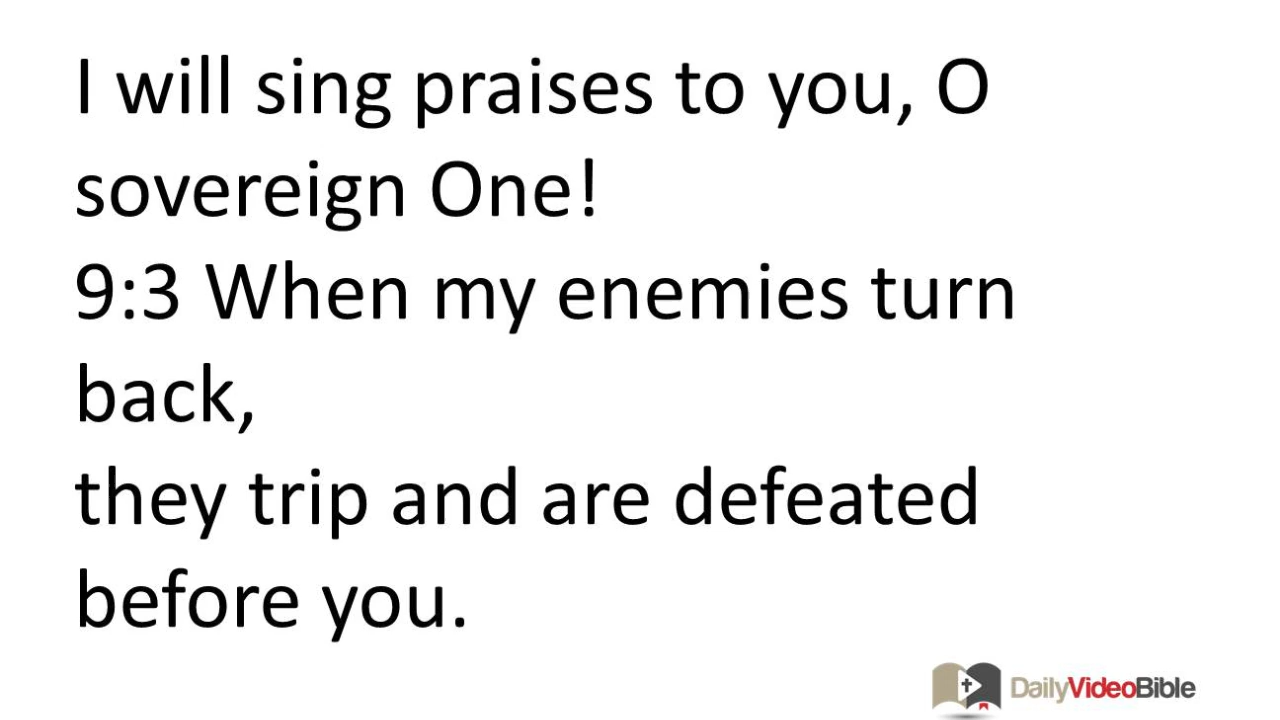 I will sing praises to you, O
sovereign One!
9:3 When my enemies turn
back,
they trip and are defeated
before you.
DailyVideoBible